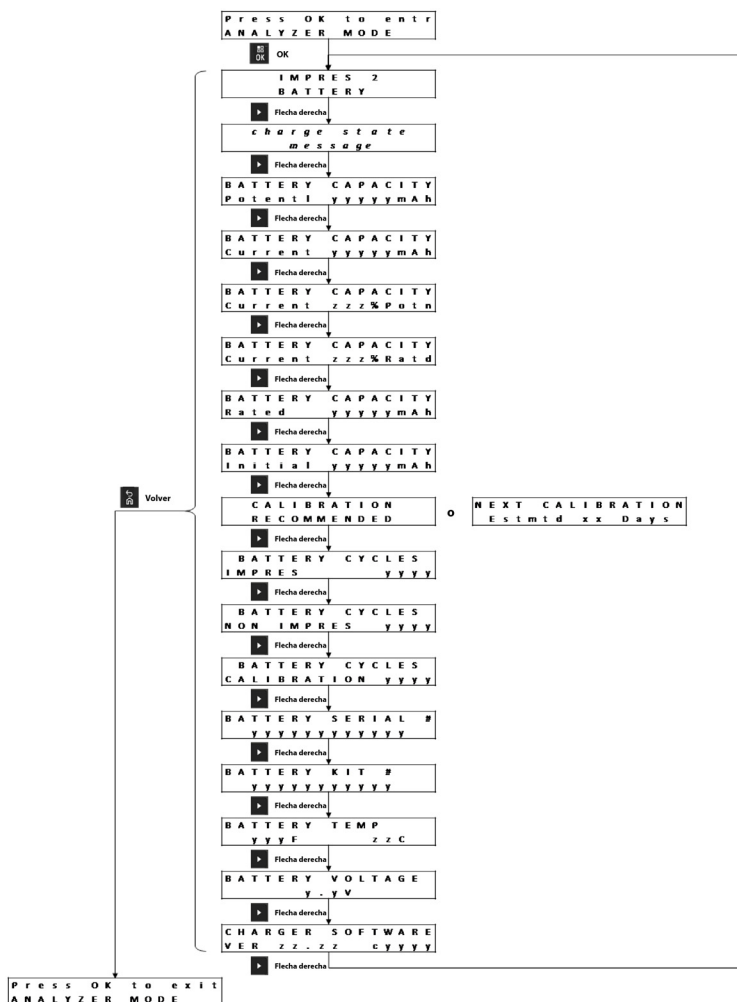 Press OK to entr
ANALYZER MODE
OK
OK
IMPRES 2
BATTERY
Flecha derecha
charge state
message
Flecha derecha
BATTERY CAPACITY
Potentl yyyyymAh
Flecha derecha
BATTERY CAPACITY
Current yyyyymAh
Flecha derecha
BATTERY CAPACITY
Current zzz%Potn
Flecha derecha
BATTERY CAPACITY
Current zzz%Ratd
Flecha derecha
BATTERY CAPACITY
Rated yyyyymAh
Flecha derecha
BATTERY CAPACITY
Initial yyyyymAh
Flecha derecha
Volver
CALIBRATION
RECOMMENDED
o
NEXT CALIBRATION
Estmtd xx Days
Flecha derecha
BATTERY CYCLES
IMPRES yyyy
Flecha derecha
BATTERY CYCLES
NON IMPRES yyyy
Flecha derecha
BATTERY CYCLES
CALIBRATION yyyy
Flecha derecha
BATTERY SERIAL #
yyyyyyyyyyyy
Flecha derecha
BATTERY KIT #
yyyyyyyyyyy
Flecha derecha
BATTERY TEMP
yyyF zzC
Flecha derecha
BATTERY VOLTAGE
y.yV
Flecha derecha
CHARGER SOFTWARE
VER zz.zz cyyyy
Flecha derecha
Press OK to exit
ANALYZER MODE